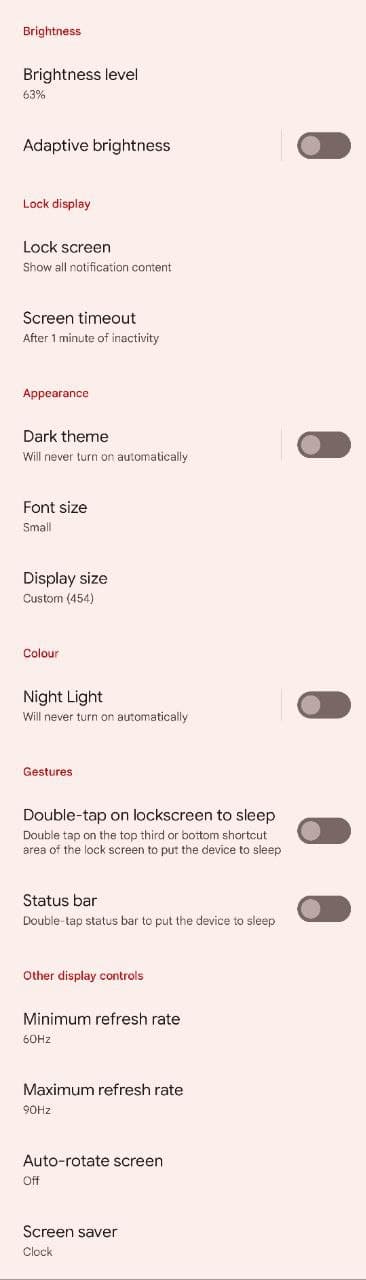 Brightness
Brightness level
63%
Adaptive brightness
Lock display
Lock screen
Show all notification content
Screen timeout
After 1 minute of inactivity
Appearance
Dark theme
Will never turn on automatically
Font size
Small
Display size
Custom (454)
Colour
Night Light
Will never turn on automatically
Gestures
Double-tap on lockscreen to sleep
Double tap on the top third or bottom shortcut
area of the lock screen to put the device to sleep
Status bar
Double-tap status bar to put the device to sleep
Other display controls
Minimum refresh rate
60Hz
Maximum refresh rate
90Hz
Auto-rotate screen
Off
Screen saver
Clock